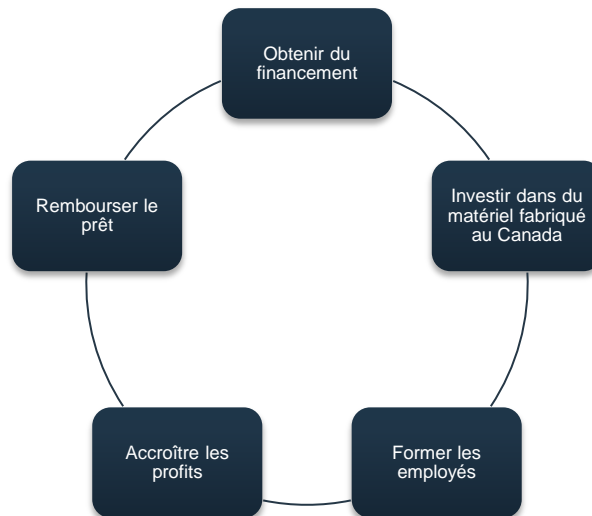 Obtenir du
financement
Investir dans du
matériel fabriqué
au Canada
Former les
employés
Accroître les
profits
Rembourser le
prêt